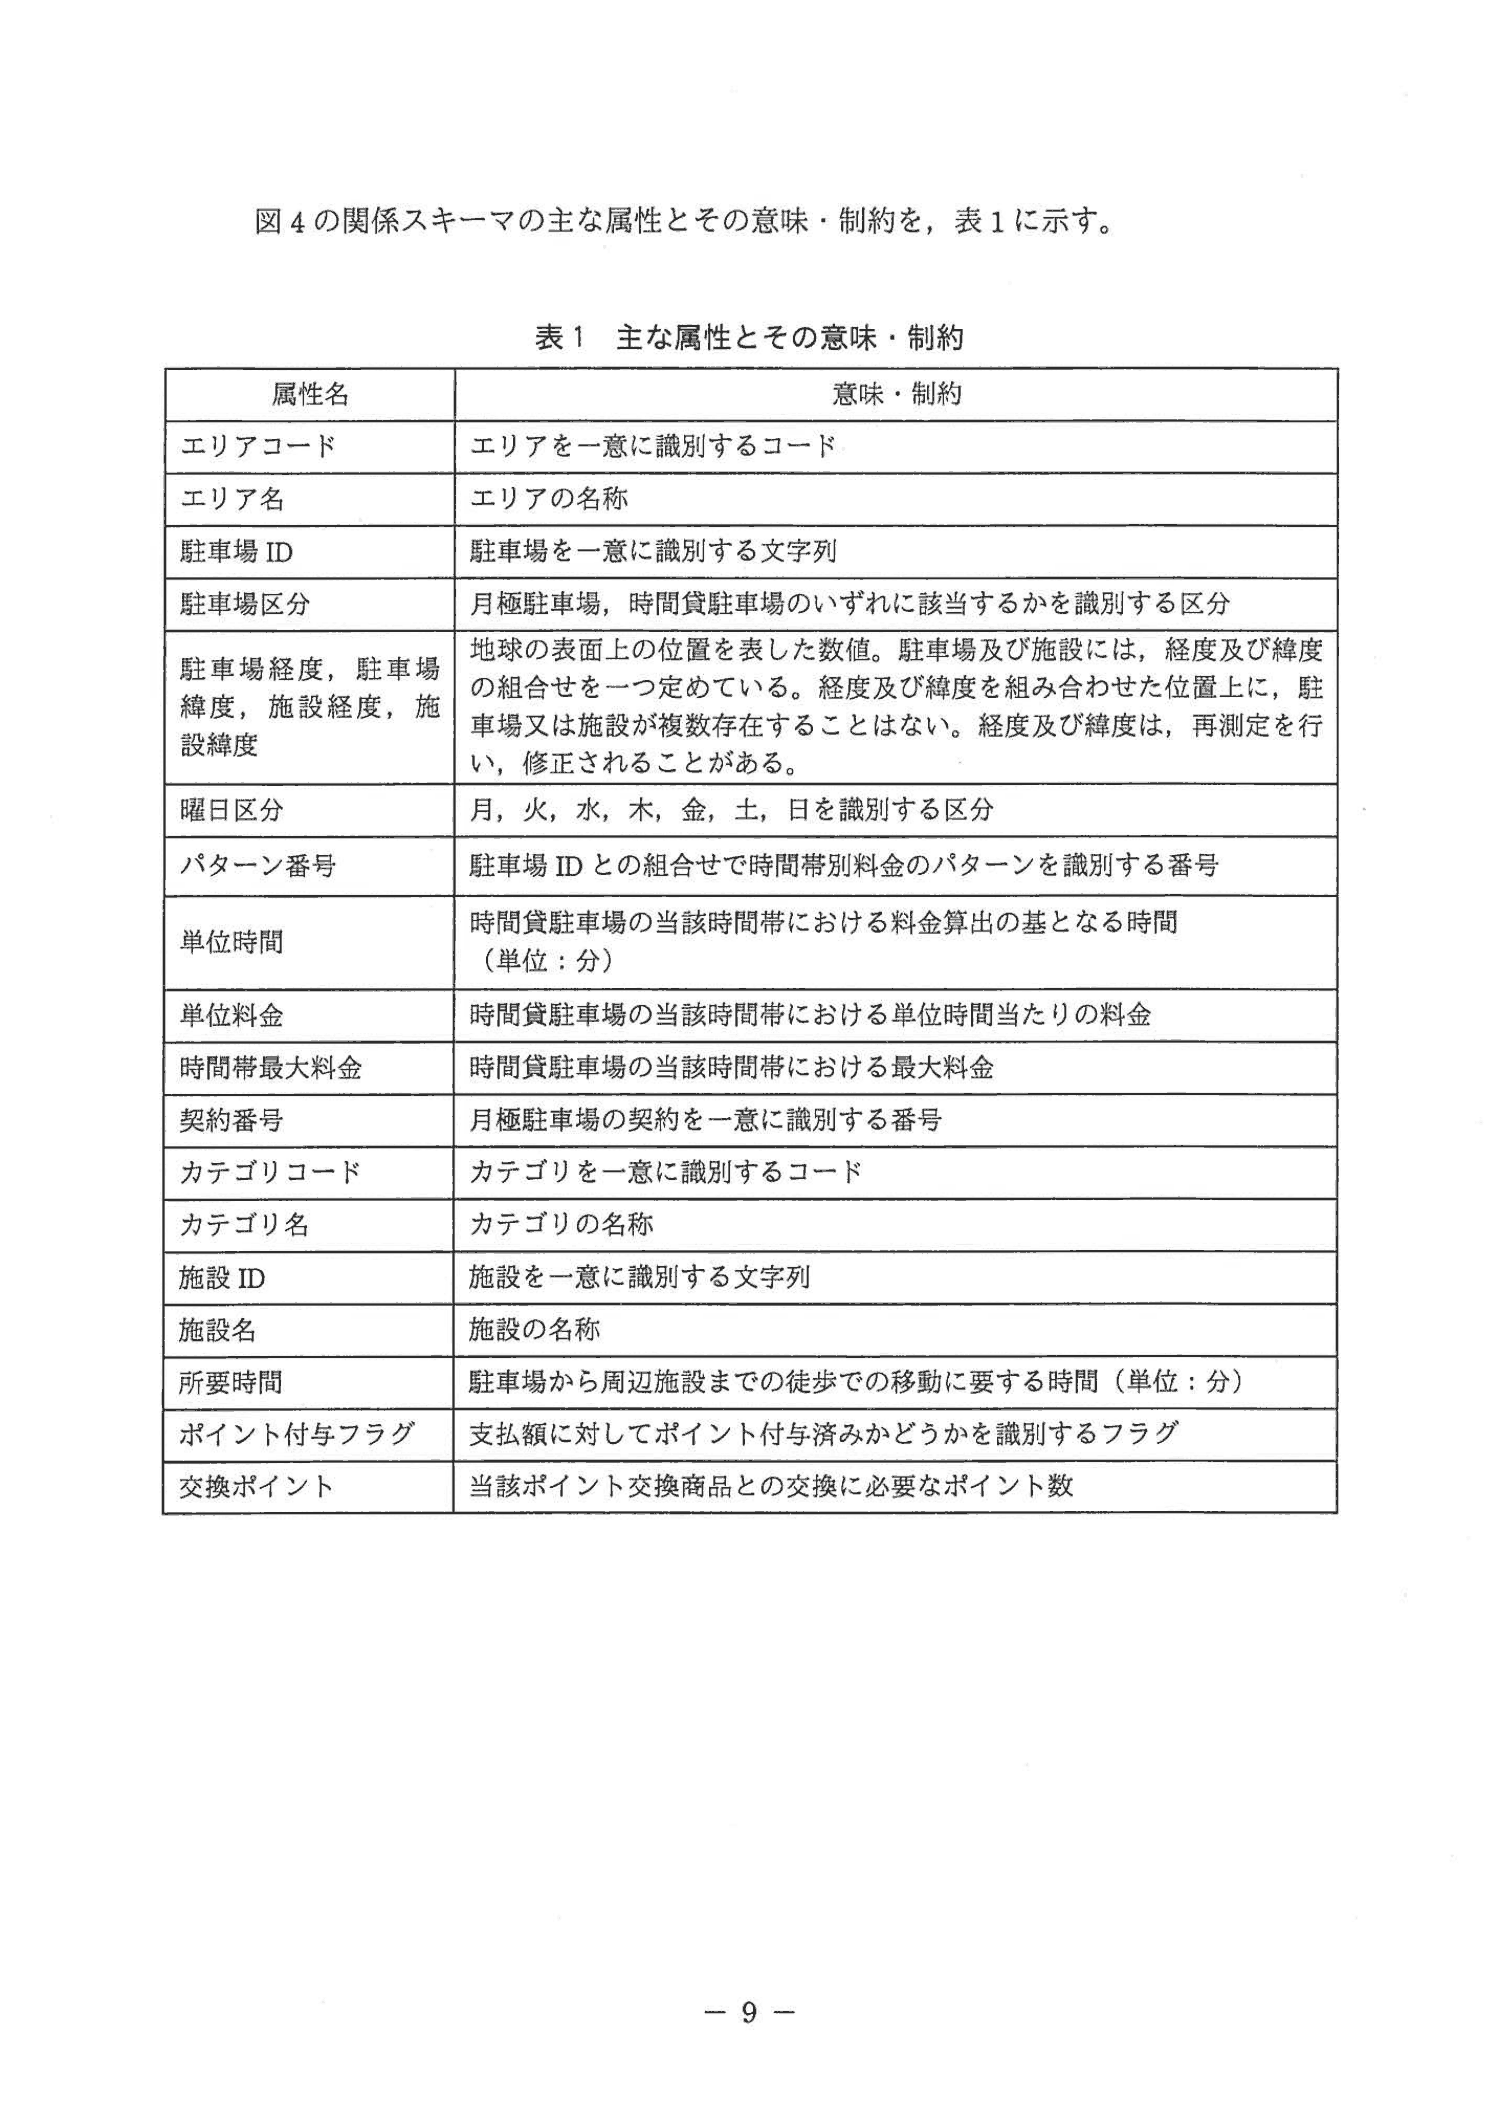 図4の関係スキーマの主な属性とその意味・制約を，表1に示す。
表1　主な属性とその意味・制約
属性名
意味・制約
エリアコード
エリアを一意に識別するコード
エリア名
エリアの名称
駐車場 ID
駐車場を一意に識別する文字列
駐車場区分
月極駐車場，時間貸駐車場のいずれに該当するかを識別する区分
駐車場経度，駐車場
緯度，施設経度，施
設緯度
地球の表面上の位置を表した数値。駐車場及び施設には，経度及び緯度
の組合せを一つ定めている。経度及び緯度を組み合わせた位置上に，駐
車場又は施設が複数存在することはない。経度及び緯度は，再測定を行
い，修正されることがある。
曜日区分
月，火，水，木，金，土，日を識別する区分
パターン番号
駐車場 ID との組合せで時間帯別料金のパターンを識別する番号
単位時間
時間貸駐車場の当該時間帯における料金算出の基となる時間
（単位：分）
単位料金
時間貸駐車場の当該時間帯における単位時間当たりの料金
時間帯最大料金
時間貸駐車場の当該時間帯における最大料金
契約番号
月極駐車場の契約を一意に識別する番号
カテゴリコード
カテゴリを一意に識別するコード
カテゴリ名
カテゴリの名称
施設 ID
施設を一意に識別する文字列
施設名
施設の名称
所要時間
駐車場から周辺施設までの徒歩での移動に要する時間（単位：分）
ポイント付与フラグ
支払額に対してポイント付与済みかどうかを識別するフラグ
交換ポイント
当該ポイント交換商品との交換に必要なポイント数
－ 9 －